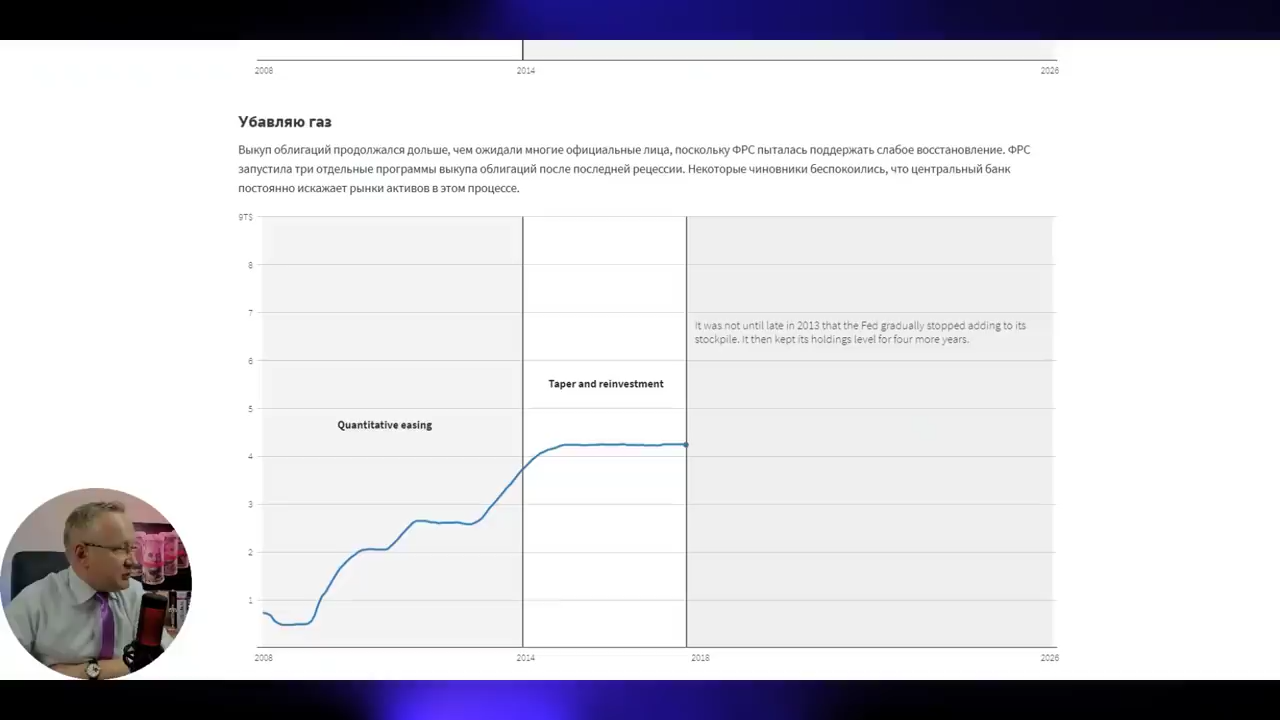 2008 2014 2026
Убавляю газ
Выкуп облигаций продолжался дольше, чем ожидали многие официальные лица, поскольку ФРС пыталась поддержать слабое восстановление. ФРС
запустила три отдельные программы выкупа облигаций после последней рецессии. Некоторые чиновники беспокоились, что центральный банк
постоянно искажает рынки активов в этом процессе.
9T$
8
7
It was not until late in 2013 that the Fed gradually stopped adding to its
stockpile. It then kept its holdings level for four more years.
6
Taper and reinvestment
5
Quantitative easing
4
3
2
1
2008 2014 2018 2026